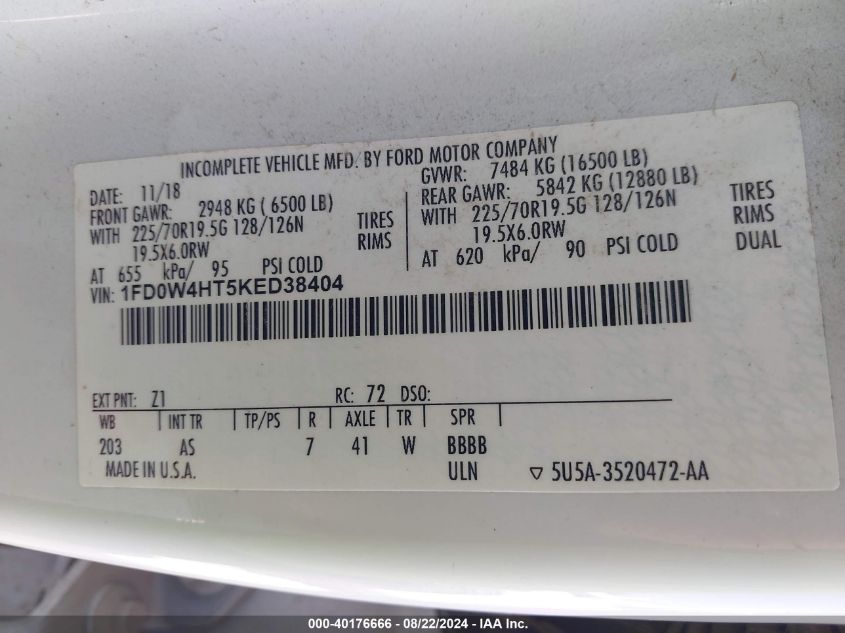 INCOMPLETE VEHICLE MFD. BY FORD MOTOR COMPANY
DATE: 11/18
FRONT GAWR: 2948 KG ( 6500 LB)
WITH 225/70R19.5G 128/126N TIRES
19.5X6.0RW RIMS
AT 655 kPa/ 95 PSI COLD
GVWR: 7484 KG (16500 LB)
REAR GAWR: 5842 KG (12880 LB)
WITH 225/70R19.5G 128/126N TIRES
19.5X6.0RW RIMS
AT 620 kPa/ 90 PSI COLD DUAL
VIN: 1FD0W4HT5KED38404
EXT PNT: Z1 RC: 72 DSO:
WB INT TR TP/PS R AXLE TR SPR
203 AS 7 41 W BBBB
MADE IN U.S.A. ULN ▽ 5U5A-3520472-AA
000-40176666 - 08/22/2024 - IAA Inc.